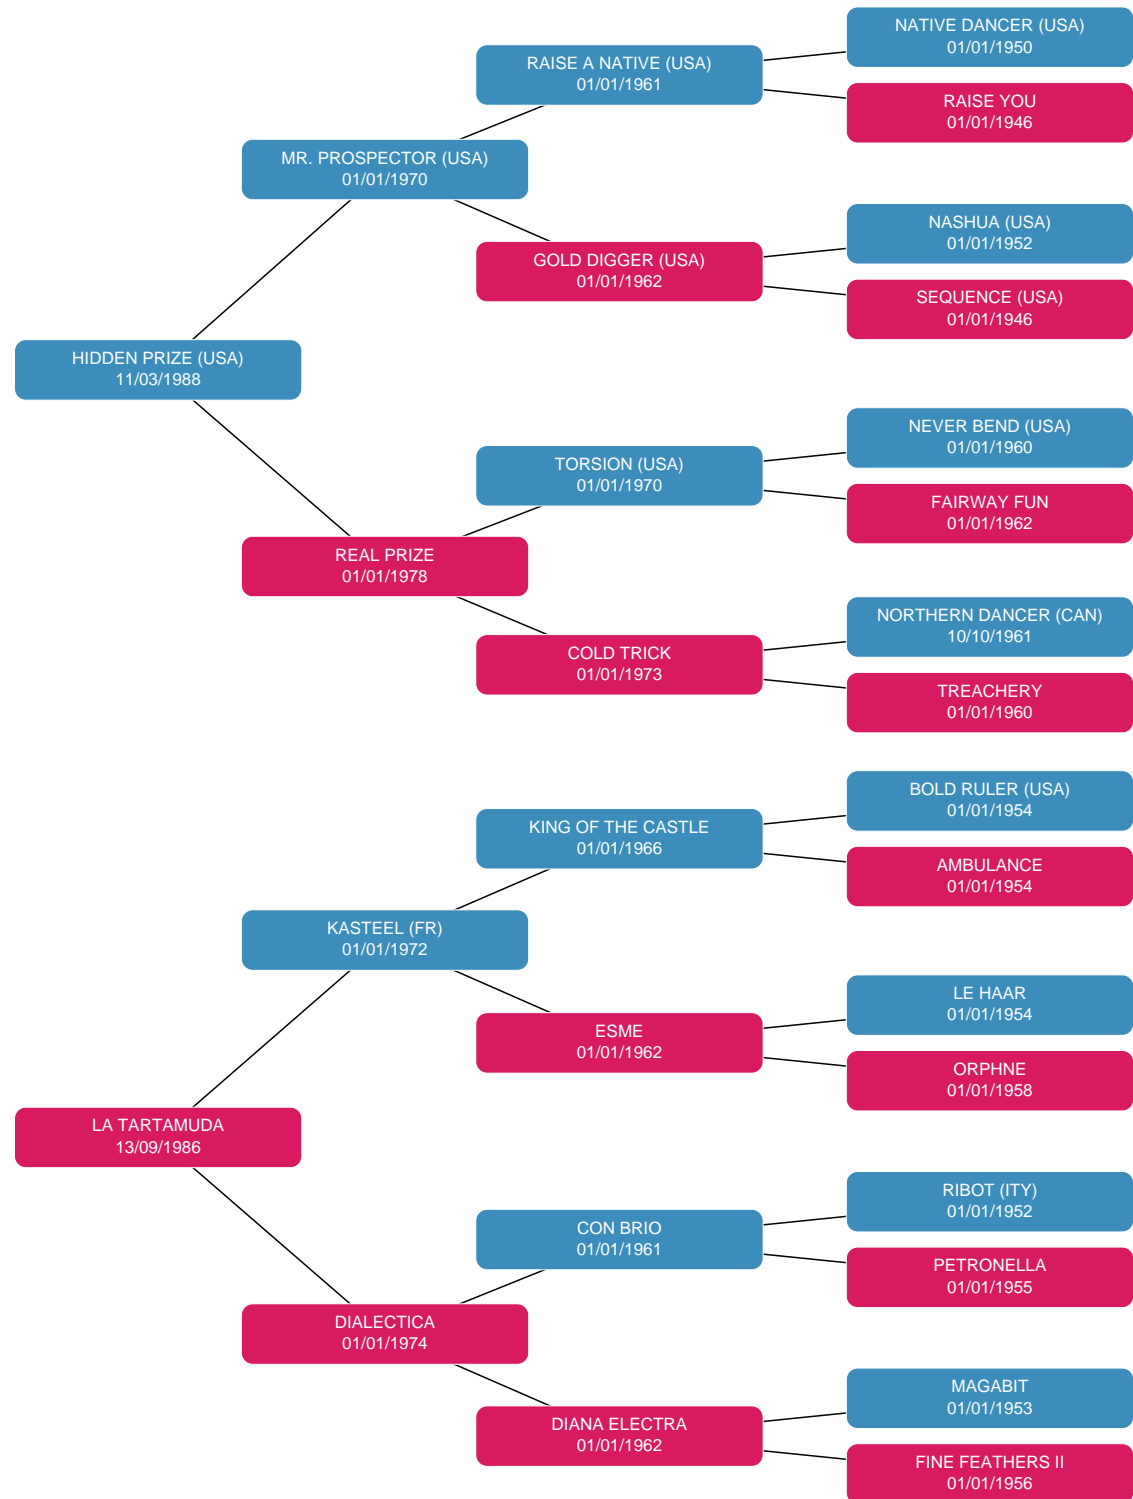 NATIVE DANCER (USA)
01/01/1950
RAISE A NATIVE (USA)
01/01/1961
RAISE YOU
01/01/1946
MR. PROSPECTOR (USA)
01/01/1970
NASHUA (USA)
01/01/1952
GOLD DIGGER (USA)
01/01/1962
SEQUENCE (USA)
01/01/1946
HIDDEN PRIZE (USA)
11/03/1988
NEVER BEND (USA)
01/01/1960
TORSION (USA)
01/01/1970
FAIRWAY FUN
01/01/1962
REAL PRIZE
01/01/1978
NORTHERN DANCER (CAN)
10/10/1961
COLD TRICK
01/01/1973
TREACHERY
01/01/1960
BOLD RULER (USA)
01/01/1954
KING OF THE CASTLE
01/01/1966
AMBULANCE
01/01/1954
KASTEEL (FR)
01/01/1972
LE HAAR
01/01/1954
ESME
01/01/1962
ORPHNE
01/01/1958
LA TARTAMUDA
13/09/1986
RIBOT (ITY)
01/01/1952
CON BRIO
01/01/1961
PETRONELLA
01/01/1955
DIALECTICA
01/01/1974
MAGABIT
01/01/1953
DIANA ELECTRA
01/01/1962
FINE FEATHERS II
01/01/1956